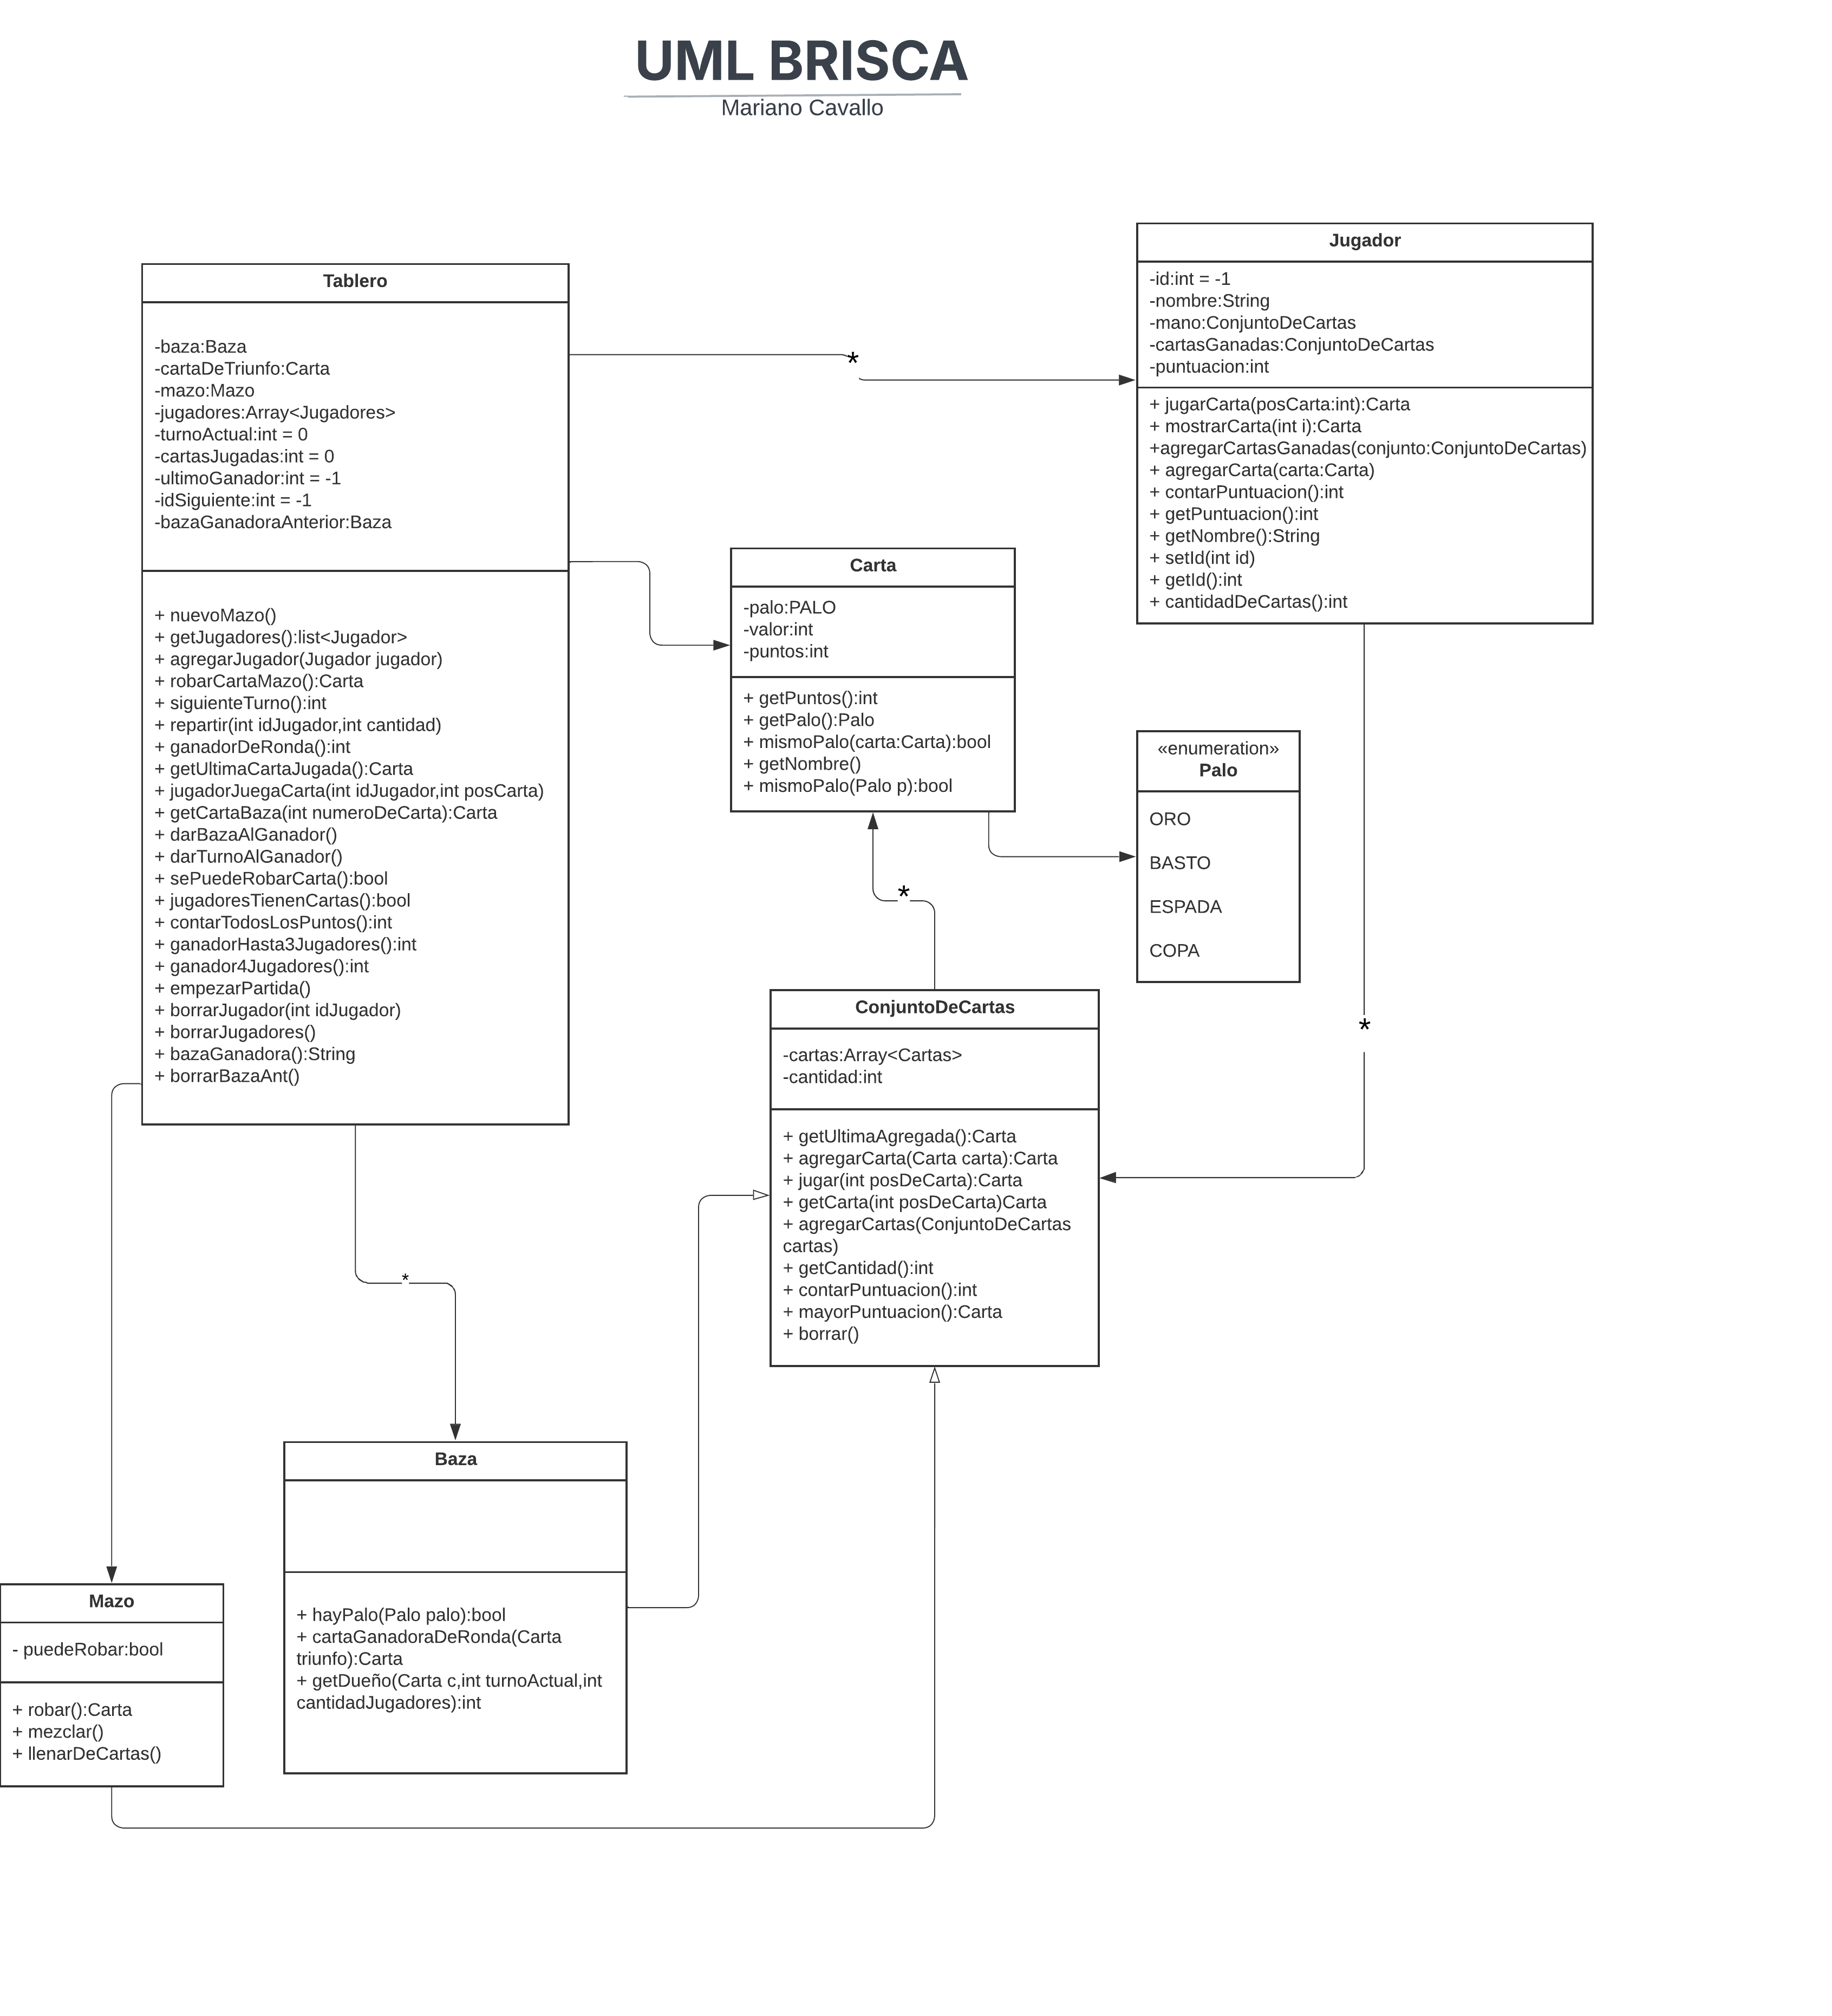 UML BRISCA
Mariano Cavallo
Tablero
-baza:Baza
-cartaDeTriunfo:Carta
-mazo:Mazo
-jugadores:Array<Jugadores>
-turnoActual:int = 0
-cartasJugadas:int = 0
-ultimoGanador:int = -1
-idSiguiente:int = -1
-bazaGanadoraAnterior:Baza
+ nuevoMazo()
+ getJugadores():list<Jugador>
+ agregarJugador(Jugador jugador)
+ robarCartaMazo():Carta
+ siguienteTurno():int
+ repartir(int idJugador,int cantidad)
+ ganadorDeRonda():int
+ getUltimaCartaJugada():Carta
+ jugadorJuegaCarta(int idJugador,int posCarta)
+ getCartaBaza(int numeroDeCarta):Carta
+ darBazaAlGanador()
+ darTurnoAlGanador()
+ sePuedeRobarCarta():bool
+ jugadoresTienenCartas():bool
+ contarTodosLosPuntos():int
+ ganadorHasta3Jugadores():int
+ ganador4Jugadores():int
+ empezarPartida()
+ borrarJugador(int idJugador)
+ borrarJugadores()
+ bazaGanadora():String
+ borrarBazaAnt()
*
Jugador
-id:int = -1
-nombre:String
-mano:ConjuntoDeCartas
-cartasGanadas:ConjuntoDeCartas
-puntuacion:int
+ jugarCarta(posCarta:int):Carta
+ mostrarCarta(int i):Carta
+agregarCartasGanadas(conjunto:ConjuntoDeCartas)
+ agregarCarta(carta:Carta)
+ contarPuntuacion():int
+ getPuntuacion():int
+ getNombre():String
+ setId(int id)
+ getId():int
+ cantidadDeCartas():int
Carta
-palo:PALO
-valor:int
-puntos:int
+ getPuntos():int
+ getPalo():Palo
+ mismoPalo(carta:Carta):bool
+ getNombre()
+ mismoPalo(Palo p):bool
«enumeration»
Palo
ORO
BASTO
ESPADA
COPA
*
*
ConjuntoDeCartas
-cartas:Array<Cartas>
-cantidad:int
+ getUltimaAgregada():Carta
+ agregarCarta(Carta carta):Carta
+ jugar(int posDeCarta):Carta
+ getCarta(int posDeCarta)Carta
+ agregarCartas(ConjuntoDeCartas
cartas)
+ getCantidad():int
+ contarPuntuacion():int
+ mayorPuntuacion():Carta
+ borrar()
*
Baza
+ hayPalo(Palo palo):bool
+ cartaGanadoraDeRonda(Carta
triunfo):Carta
+ getDueño(Carta c,int turnoActual,int
cantidadJugadores):int
Mazo
- puedeRobar:bool
+ robar():Carta
+ mezclar()
+ llenarDeCartas()